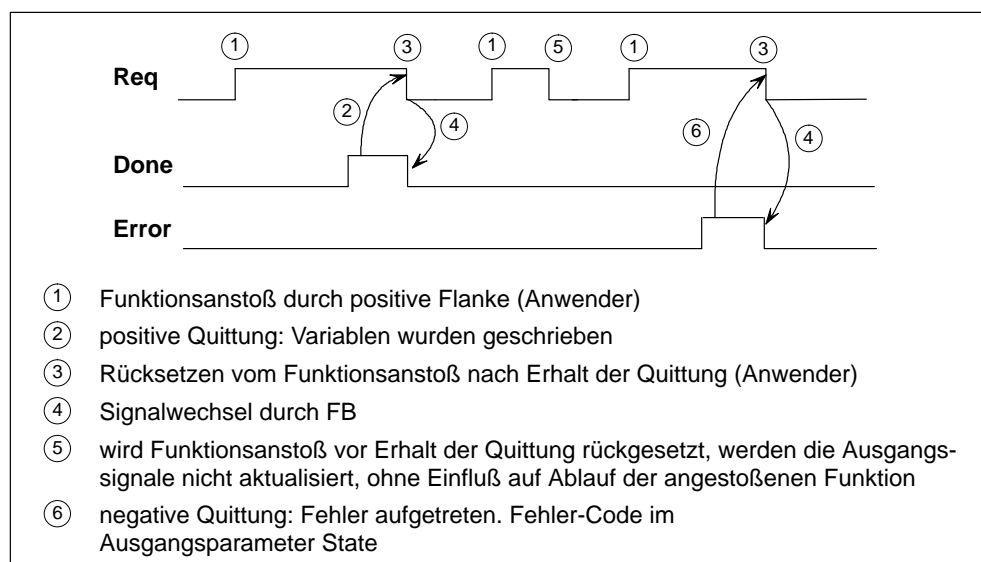 1 3 1 5 1 3
Req
2 4 6 4
Done
Error
1 Funktionsanstoß durch positive Flanke (Anwender)
2 positive Quittung: Variablen wurden geschrieben
3 Rücksetzen vom Funktionsanstoß nach Erhalt der Quittung (Anwender)
4 Signalwechsel durch FB
5 wird Funktionsanstoß vor Erhalt der Quittung rückgesetzt, werden die Ausgangs-
signale nicht aktualisiert, ohne Einfluß auf Ablauf der angestoßenen Funktion
6 negative Quittung: Fehler aufgetreten. Fehler-Code im
Ausgangsparameter State